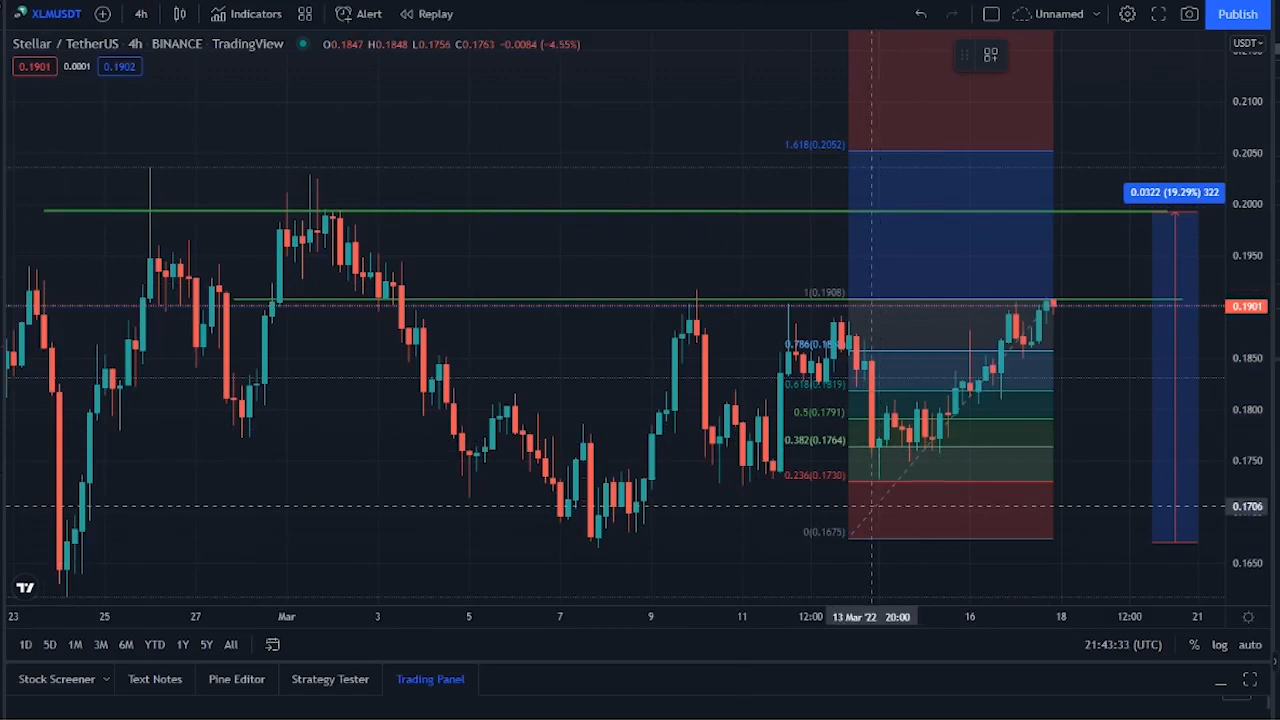 XLMUSDT 4h Indicators Alert Replay Unnamed Publish
Stellar / TetherUS 4h BINANCE TradingView O0.1847 H0.1848 L0.1756 C0.1763 -0.0084 (-4.55%) USDT
0.1901 0.0001 0.1902
0.2100
1.618(0.2052) 0.2050
0.0322 (19.29%) 322
0.2000
0.1950
1(0.1908)
0.1901
0.1850
0.618(0.1819)
0.5(0.1791) 0.1800
0.382(0.1764)
0.1750
0.236(0.1730)
0.1706
0(0.1675)
0.1650
23 25 27 Mar 3 5 7 9 11 12:00 13 Mar '22 20:00 16 18 12:00 21
1D 5D 1M 3M 6M YTD 1Y 5Y All 21:43:33 (UTC) % log auto
Stock Screener Text Notes Pine Editor Strategy Tester Trading Panel